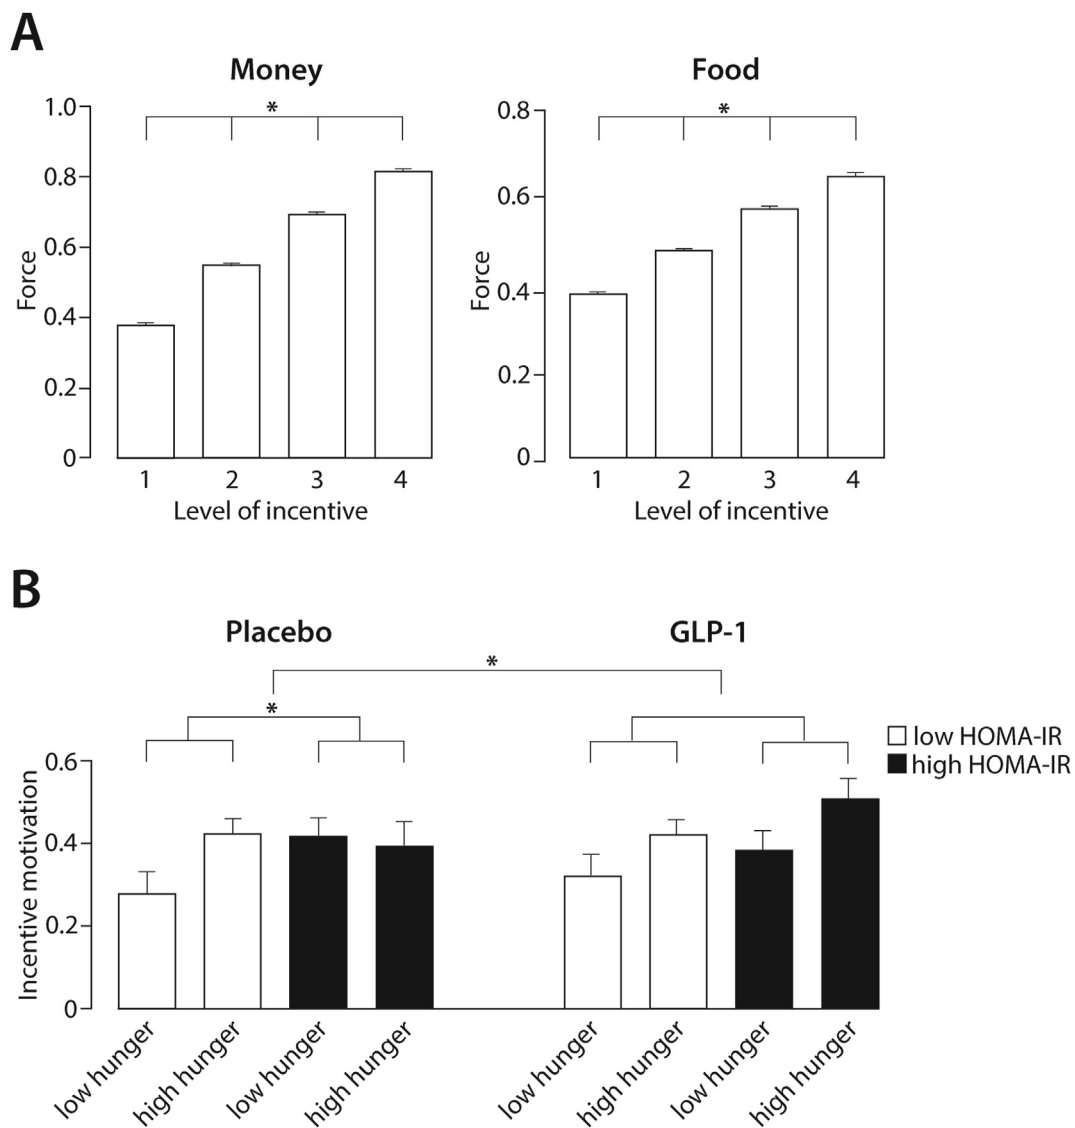 A
Money
Food
*
*
1.0
0.8
0.6
0.4
0.2
0
Force
1 2 3 4
Level of incentive
0.8
0.6
0.4
0.2
0
Force
1 2 3 4
Level of incentive
B
Placebo
GLP-1
*
*
low HOMA-IR
high HOMA-IR
0.6
0.4
0.2
0
Incentive motivation
low hunger
high hunger
low hunger
high hunger
low hunger
high hunger
low hunger
high hunger